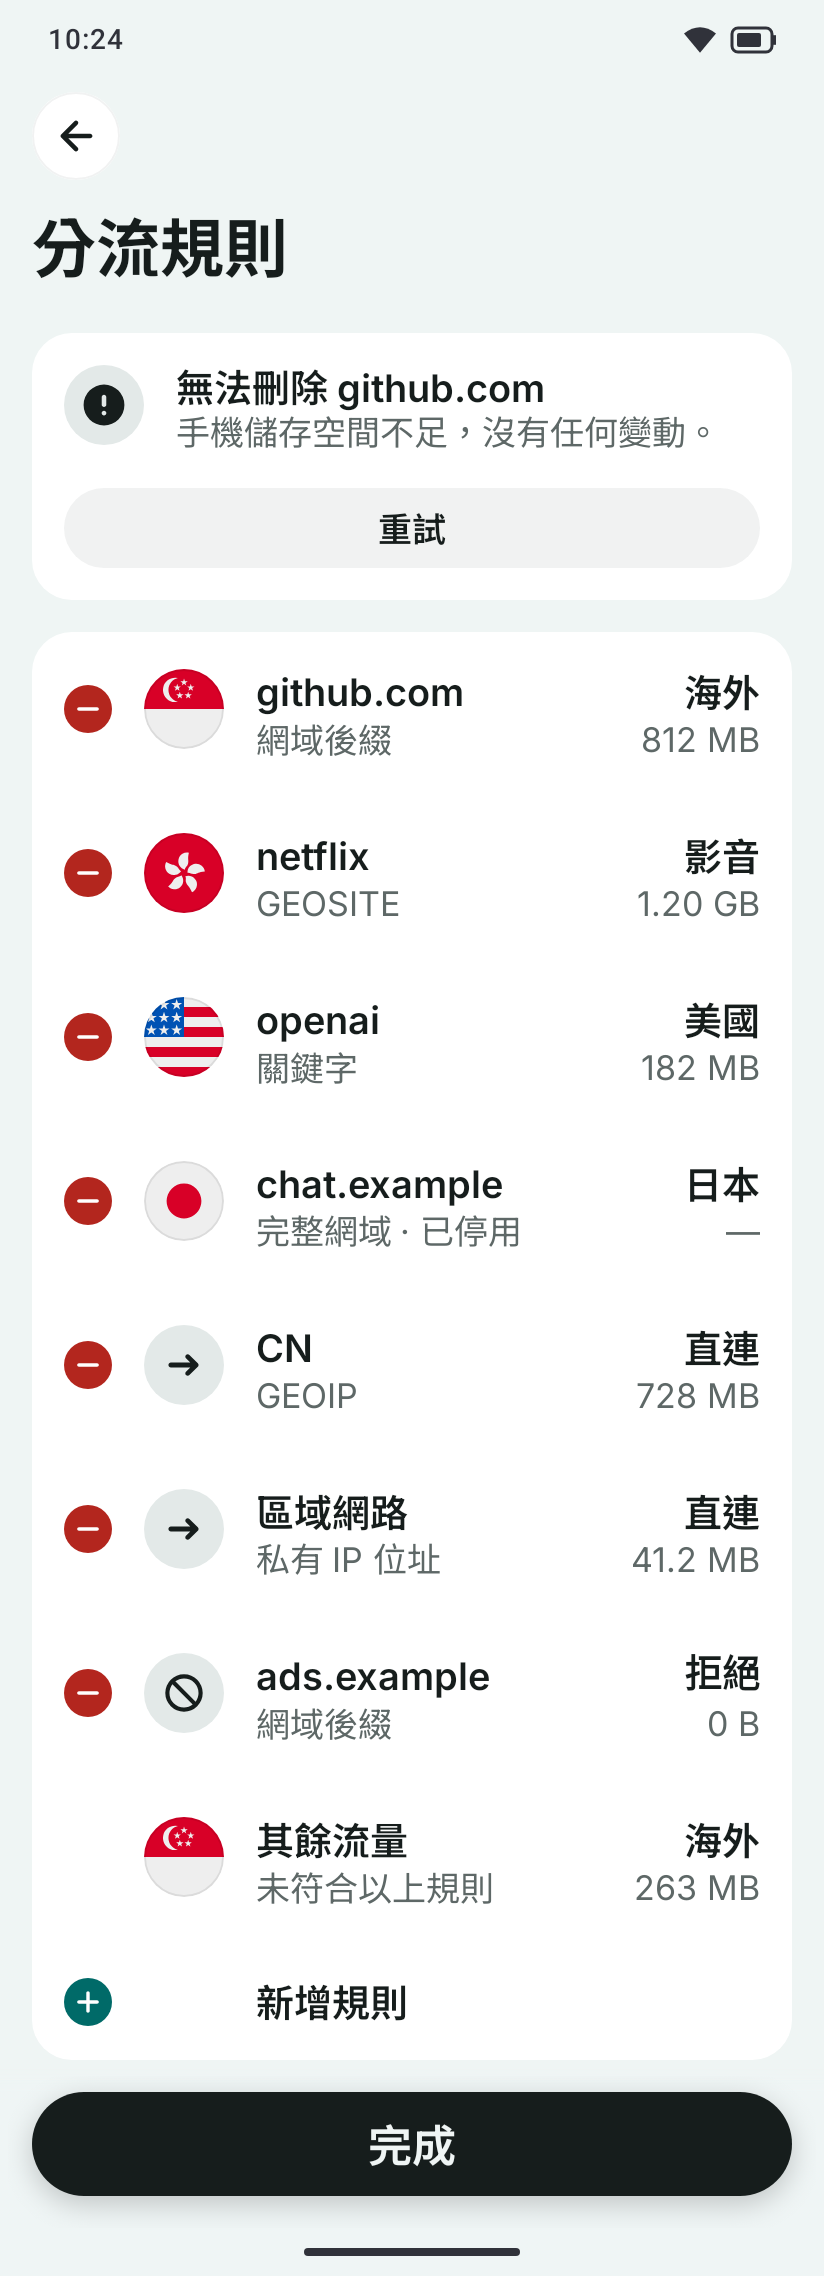 10:24
分流規則
無法刪除 github.com
手機儲存空間不足，沒有任何變動。
重試
github.com
海外
網域後綴
812 MB
netflix
影音
GEOSITE
1.20 GB
openai
美國
關鍵字
182 MB
chat.example
日本
完整網域 · 已停用
—
CN
直連
GEOIP
728 MB
區域網路
直連
私有 IP 位址
41.2 MB
ads.example
拒絕
網域後綴
0 B
其餘流量
海外
未符合以上規則
263 MB
新增規則
完成